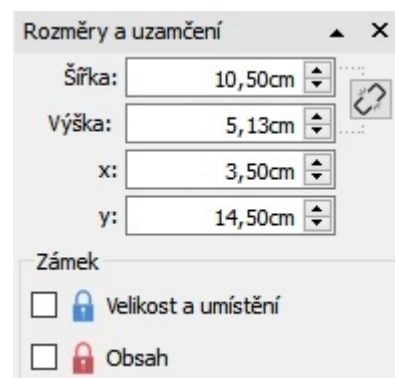 Rozměry a uzamčení
Šířka: 10,50cm
Výška: 5,13cm
x: 3,50cm
y: 14,50cm
Zámek
Velikost a umístění
Obsah